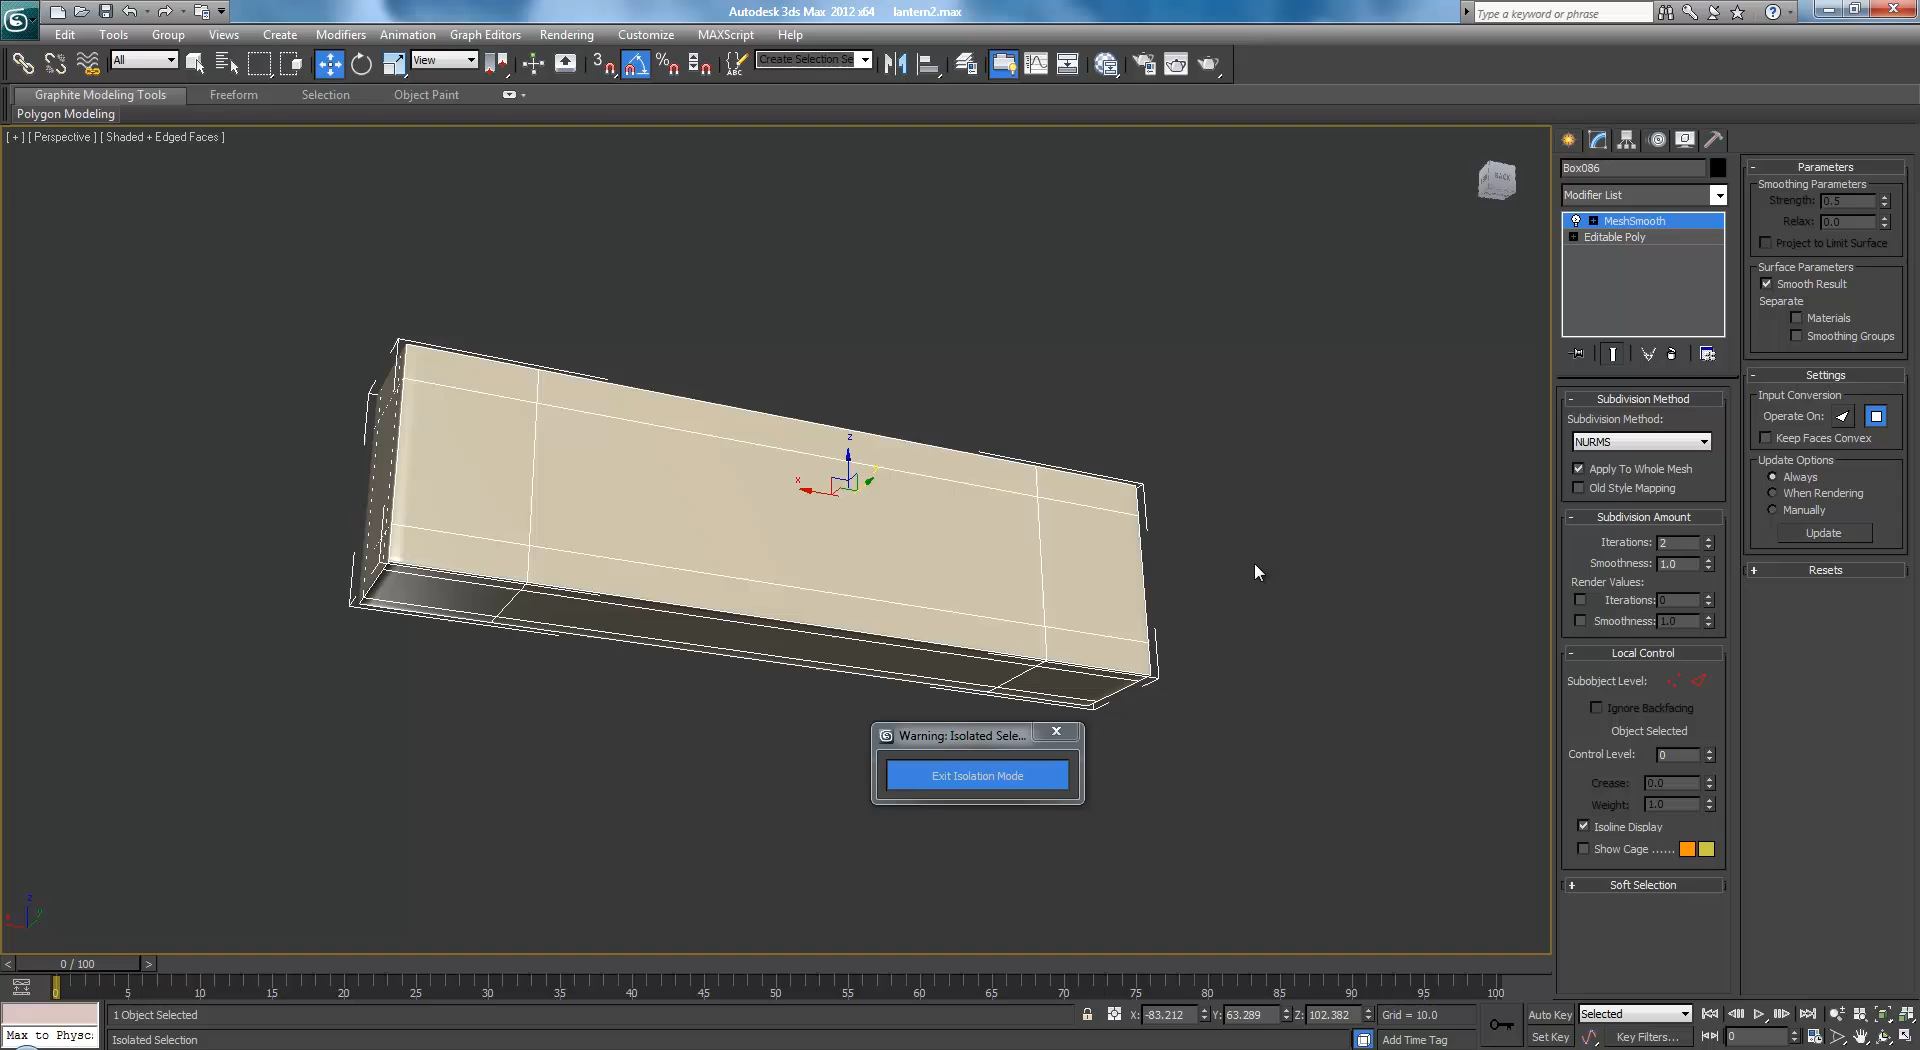 Autodesk 3ds Max 2012 x64 lantern2.max
Type a keyword or phrase
Edit Tools Group Views Create Modifiers Animation Graph Editors Rendering Customize MAXScript Help
All View Create Selection Se
Graphite Modeling Tools Freeform Selection Object Paint
Polygon Modeling
[ + ] [ Perspective ] [ Shaded + Edged Faces ]
BACK
z
x
Warning: Isolated Sele...
Exit Isolation Mode
Box086
Modifier List
MeshSmooth
Editable Poly
Subdivision Method
Subdivision Method:
NURMS
Apply To Whole Mesh
Old Style Mapping
Subdivision Amount
Iterations: 2
Smoothness: 1.0
Render Values:
Iterations: 0
Smoothness: 1.0
Local Control
Subobject Level:
Ignore Backfacing
Object Selected
Control Level: 0
Crease: 0.0
Weight: 1.0
Isoline Display
Show Cage ......
Soft Selection
Parameters
Smoothing Parameters
Strength: 0.5
Relax: 0.0
Project to Limit Surface
Surface Parameters
Smooth Result
Separate
Materials
Smoothing Groups
Settings
Input Conversion
Operate On:
Keep Faces Convex
Update Options
Always
When Rendering
Manually
Update
Resets
z
0 / 100
0 5 10 15 20 25 30 35 40 45 50 55 60 65 70 75 80 85 90 95 100
1 Object Selected X: -83.212 Y: 63.289 Z: 102.382 Grid = 10.0 Auto Key Selected
Max to Physc
Isolated Selection Add Time Tag Set Key Key Filters... 0